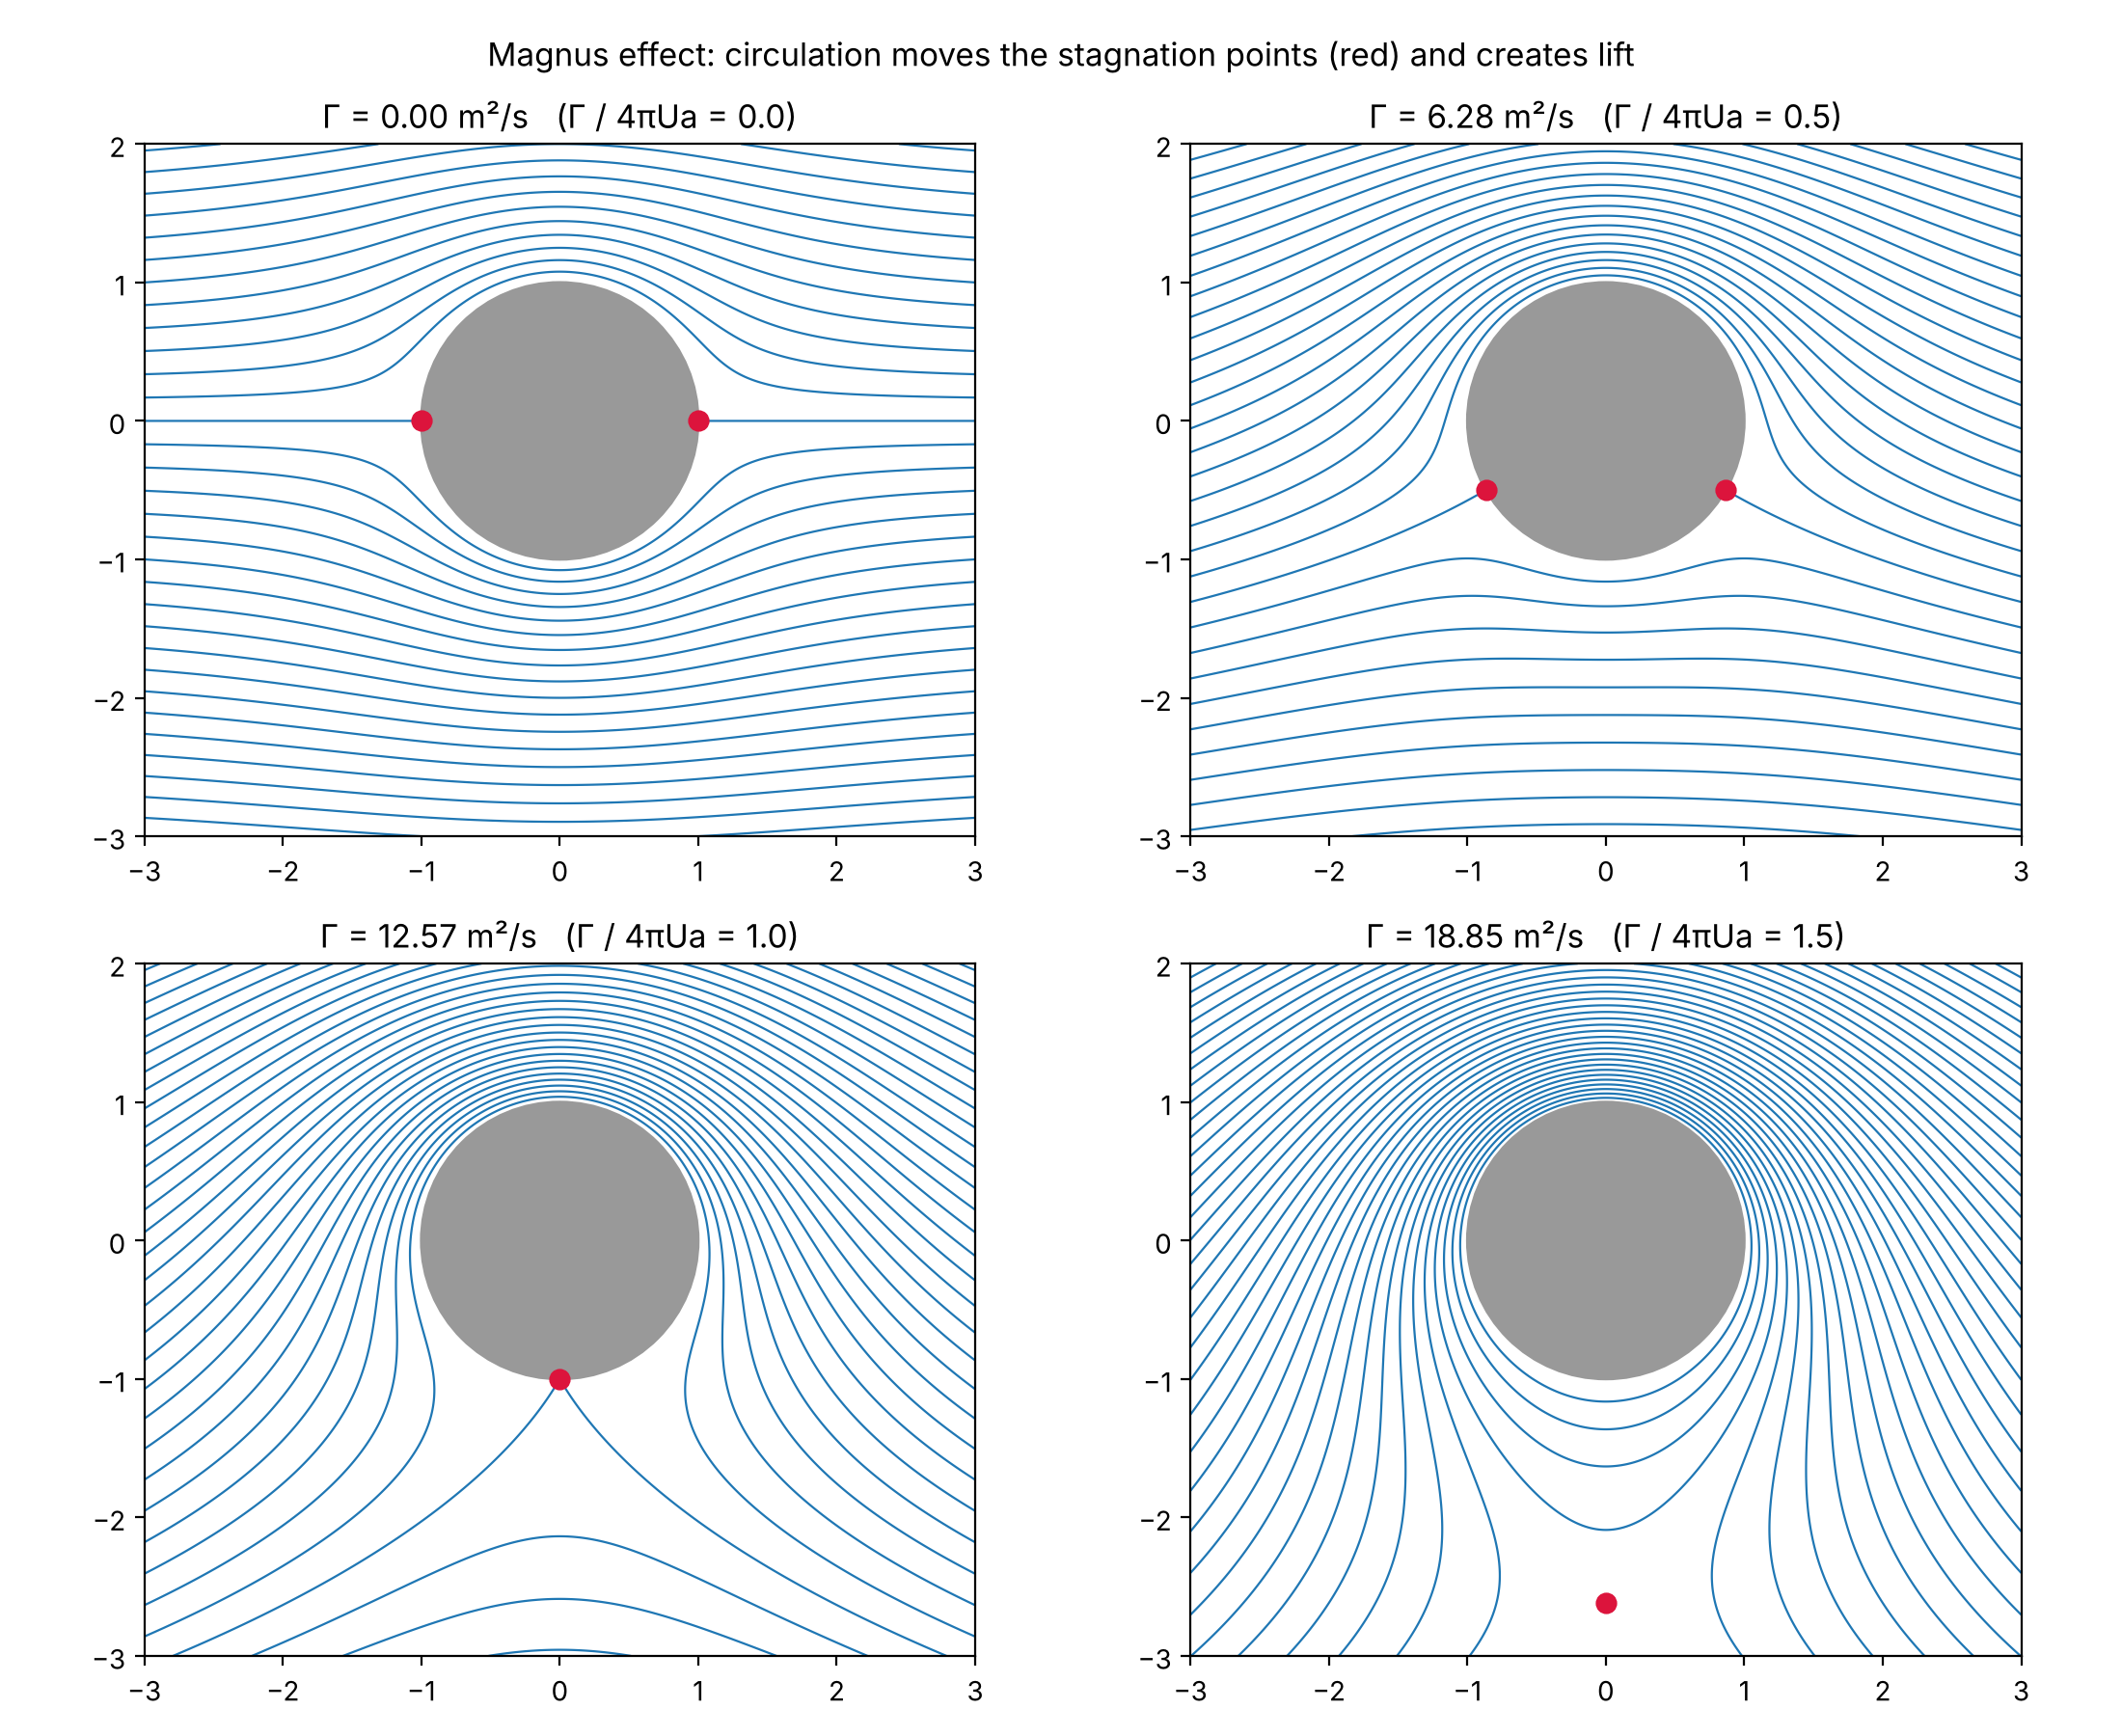 Magnus effect: circulation moves the stagnation points (red) and creates lift
Γ = 0.00 m²/s (Γ / 4πUa = 0.0)
2
1
0
−1
−2
−3
−3 −2 −1 0 1 2 3
Γ = 6.28 m²/s (Γ / 4πUa = 0.5)
2
1
0
−1
−2
−3
−3 −2 −1 0 1 2 3
Γ = 12.57 m²/s (Γ / 4πUa = 1.0)
2
1
0
−1
−2
−3
−3 −2 −1 0 1 2 3
Γ = 18.85 m²/s (Γ / 4πUa = 1.5)
2
1
0
−1
−2
−3
−3 −2 −1 0 1 2 3